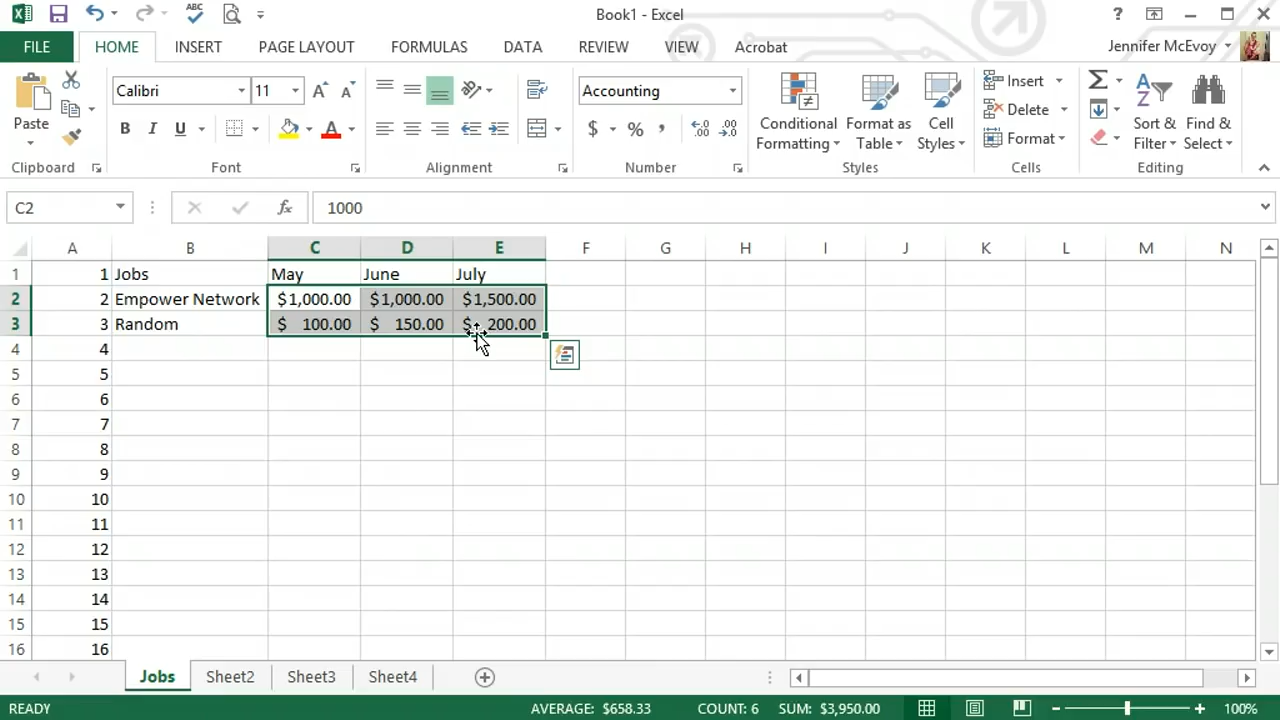 ABC
Book1 - Excel
?
FILE
HOME
INSERT
PAGE LAYOUT
FORMULAS
DATA
REVIEW
VIEW
Acrobat
Jennifer McEvoy
Paste
Calibri
11
B I U
A
Accounting
$ % ,
Conditional Formatting
Format as Table
Cell Styles
Insert
Delete
Format
Sort & Filter
Find & Select
Clipboard
Font
Alignment
Number
Styles
Cells
Editing
C2
fx
1000
A B C D E F G H I J K L M N
1 1 Jobs May June July
2 2 Empower Network $1,000.00 $1,000.00 $1,500.00
3 3 Random $ 100.00 $ 150.00 $ 200.00
4 4
5 5
6 6
7 7
8 8
9 9
10 10
11 11
12 12
13 13
14 14
15 15
16 16
Jobs Sheet2 Sheet3 Sheet4
READY AVERAGE: $658.33 COUNT: 6 SUM: $3,950.00 100%